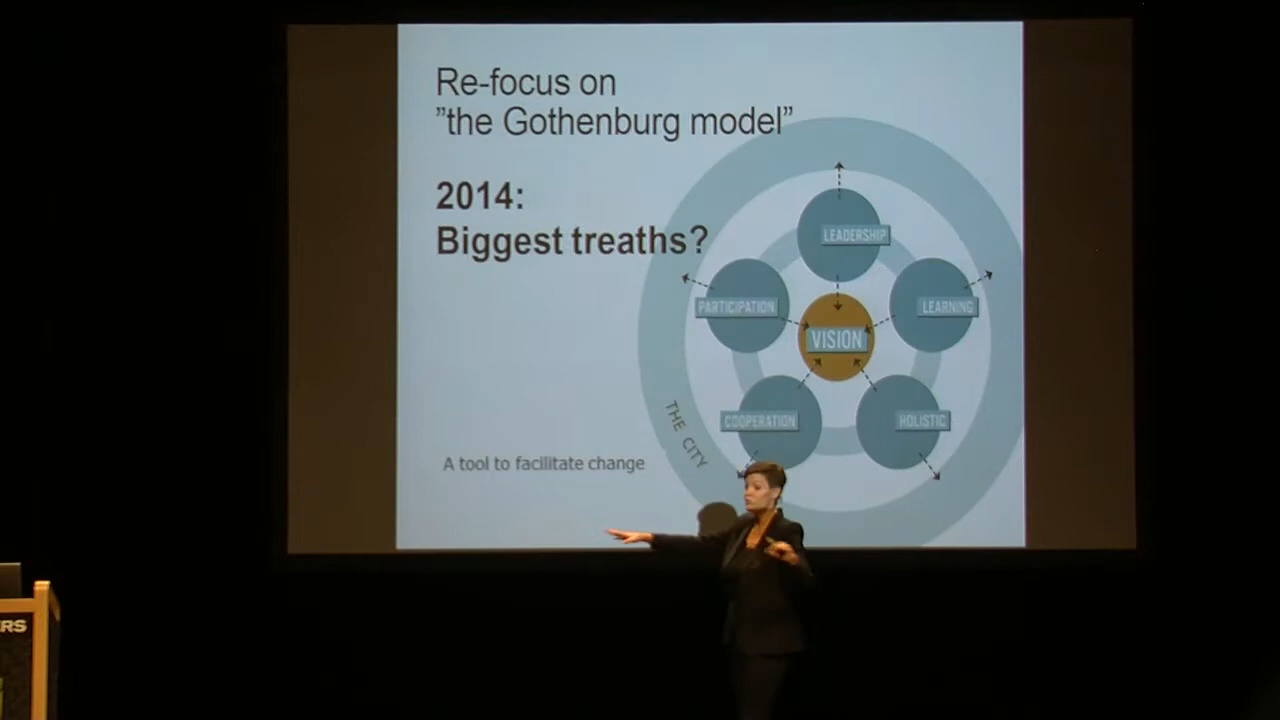 Re-focus on
”the Gothenburg model”
2014:
Biggest treaths?
LEADERSHIP
PARTICIPATION
LEARNING
VISION
COOPERATION
HOLISTIC
THE CITY
A tool to facilitate change
ERS